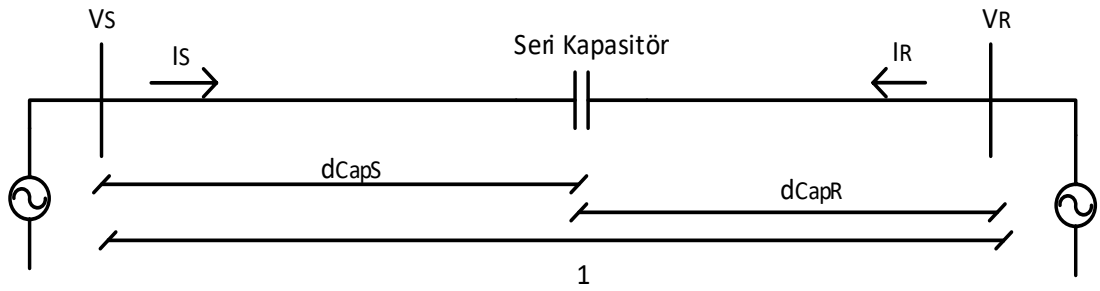 VS
VR
IS
Seri Kapasitör
IR
dCapS
dCapR
1